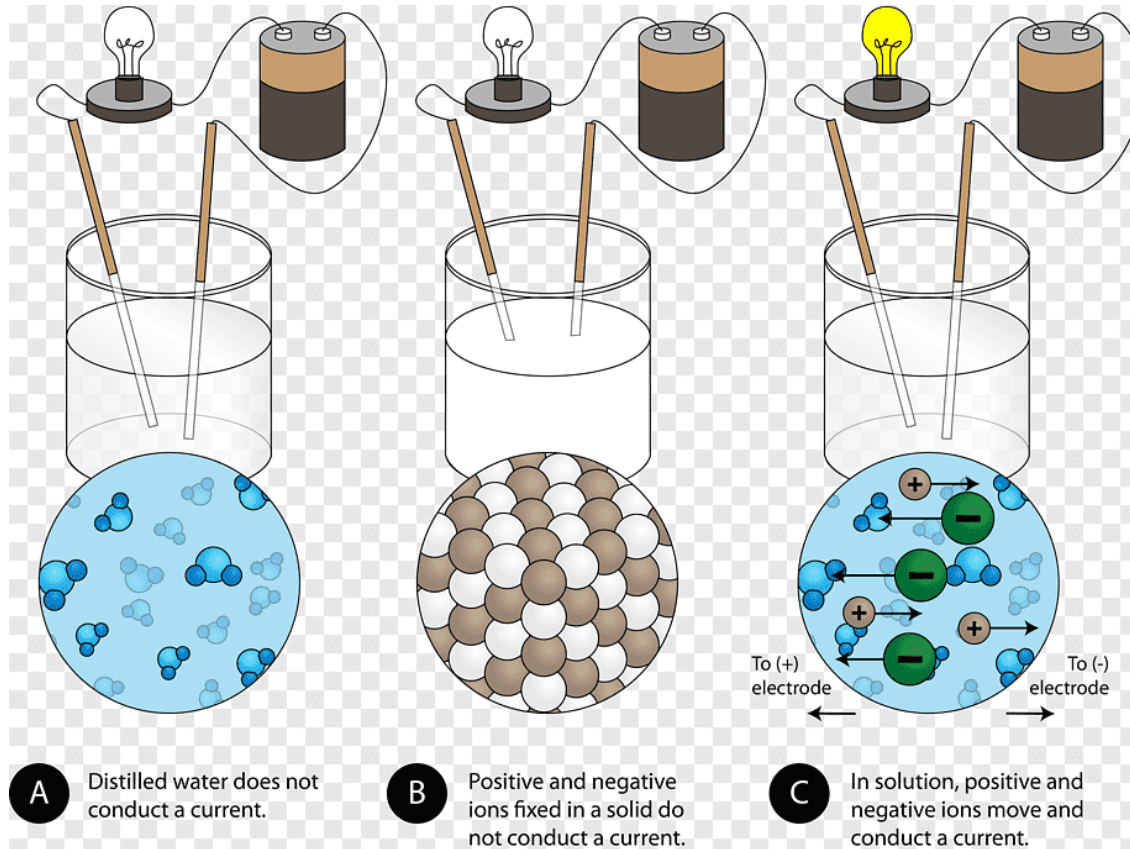 +
−
−
+
+
−
To (+)
electrode
To (-)
electrode
A
Distilled water does not
conduct a current.
B
Positive and negative
ions fixed in a solid do
not conduct a current.
C
In solution, positive and
negative ions move and
conduct a current.